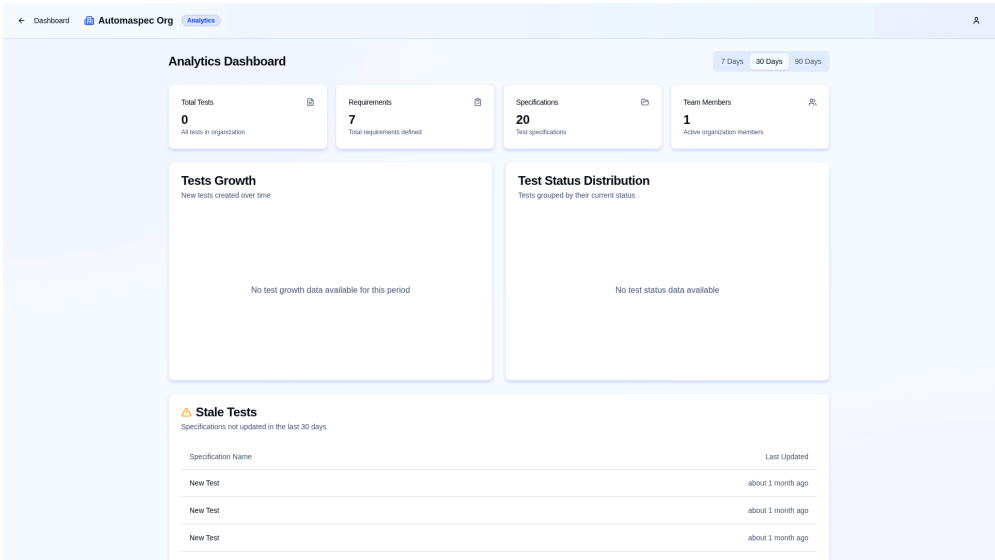 Dashboard Automaspec Org Analytics
Analytics Dashboard
7 Days 30 Days 90 Days
Total Tests
0
All tests in organization
Requirements
7
Total requirements defined
Specifications
20
Test specifications
Team Members
1
Active organization members
Tests Growth
New tests created over time
No test growth data available for this period
Test Status Distribution
Tests grouped by their current status
No test status data available
Stale Tests
Specifications not updated in the last 30 days
Specification Name Last Updated
New Test about 1 month ago
New Test about 1 month ago
New Test about 1 month ago